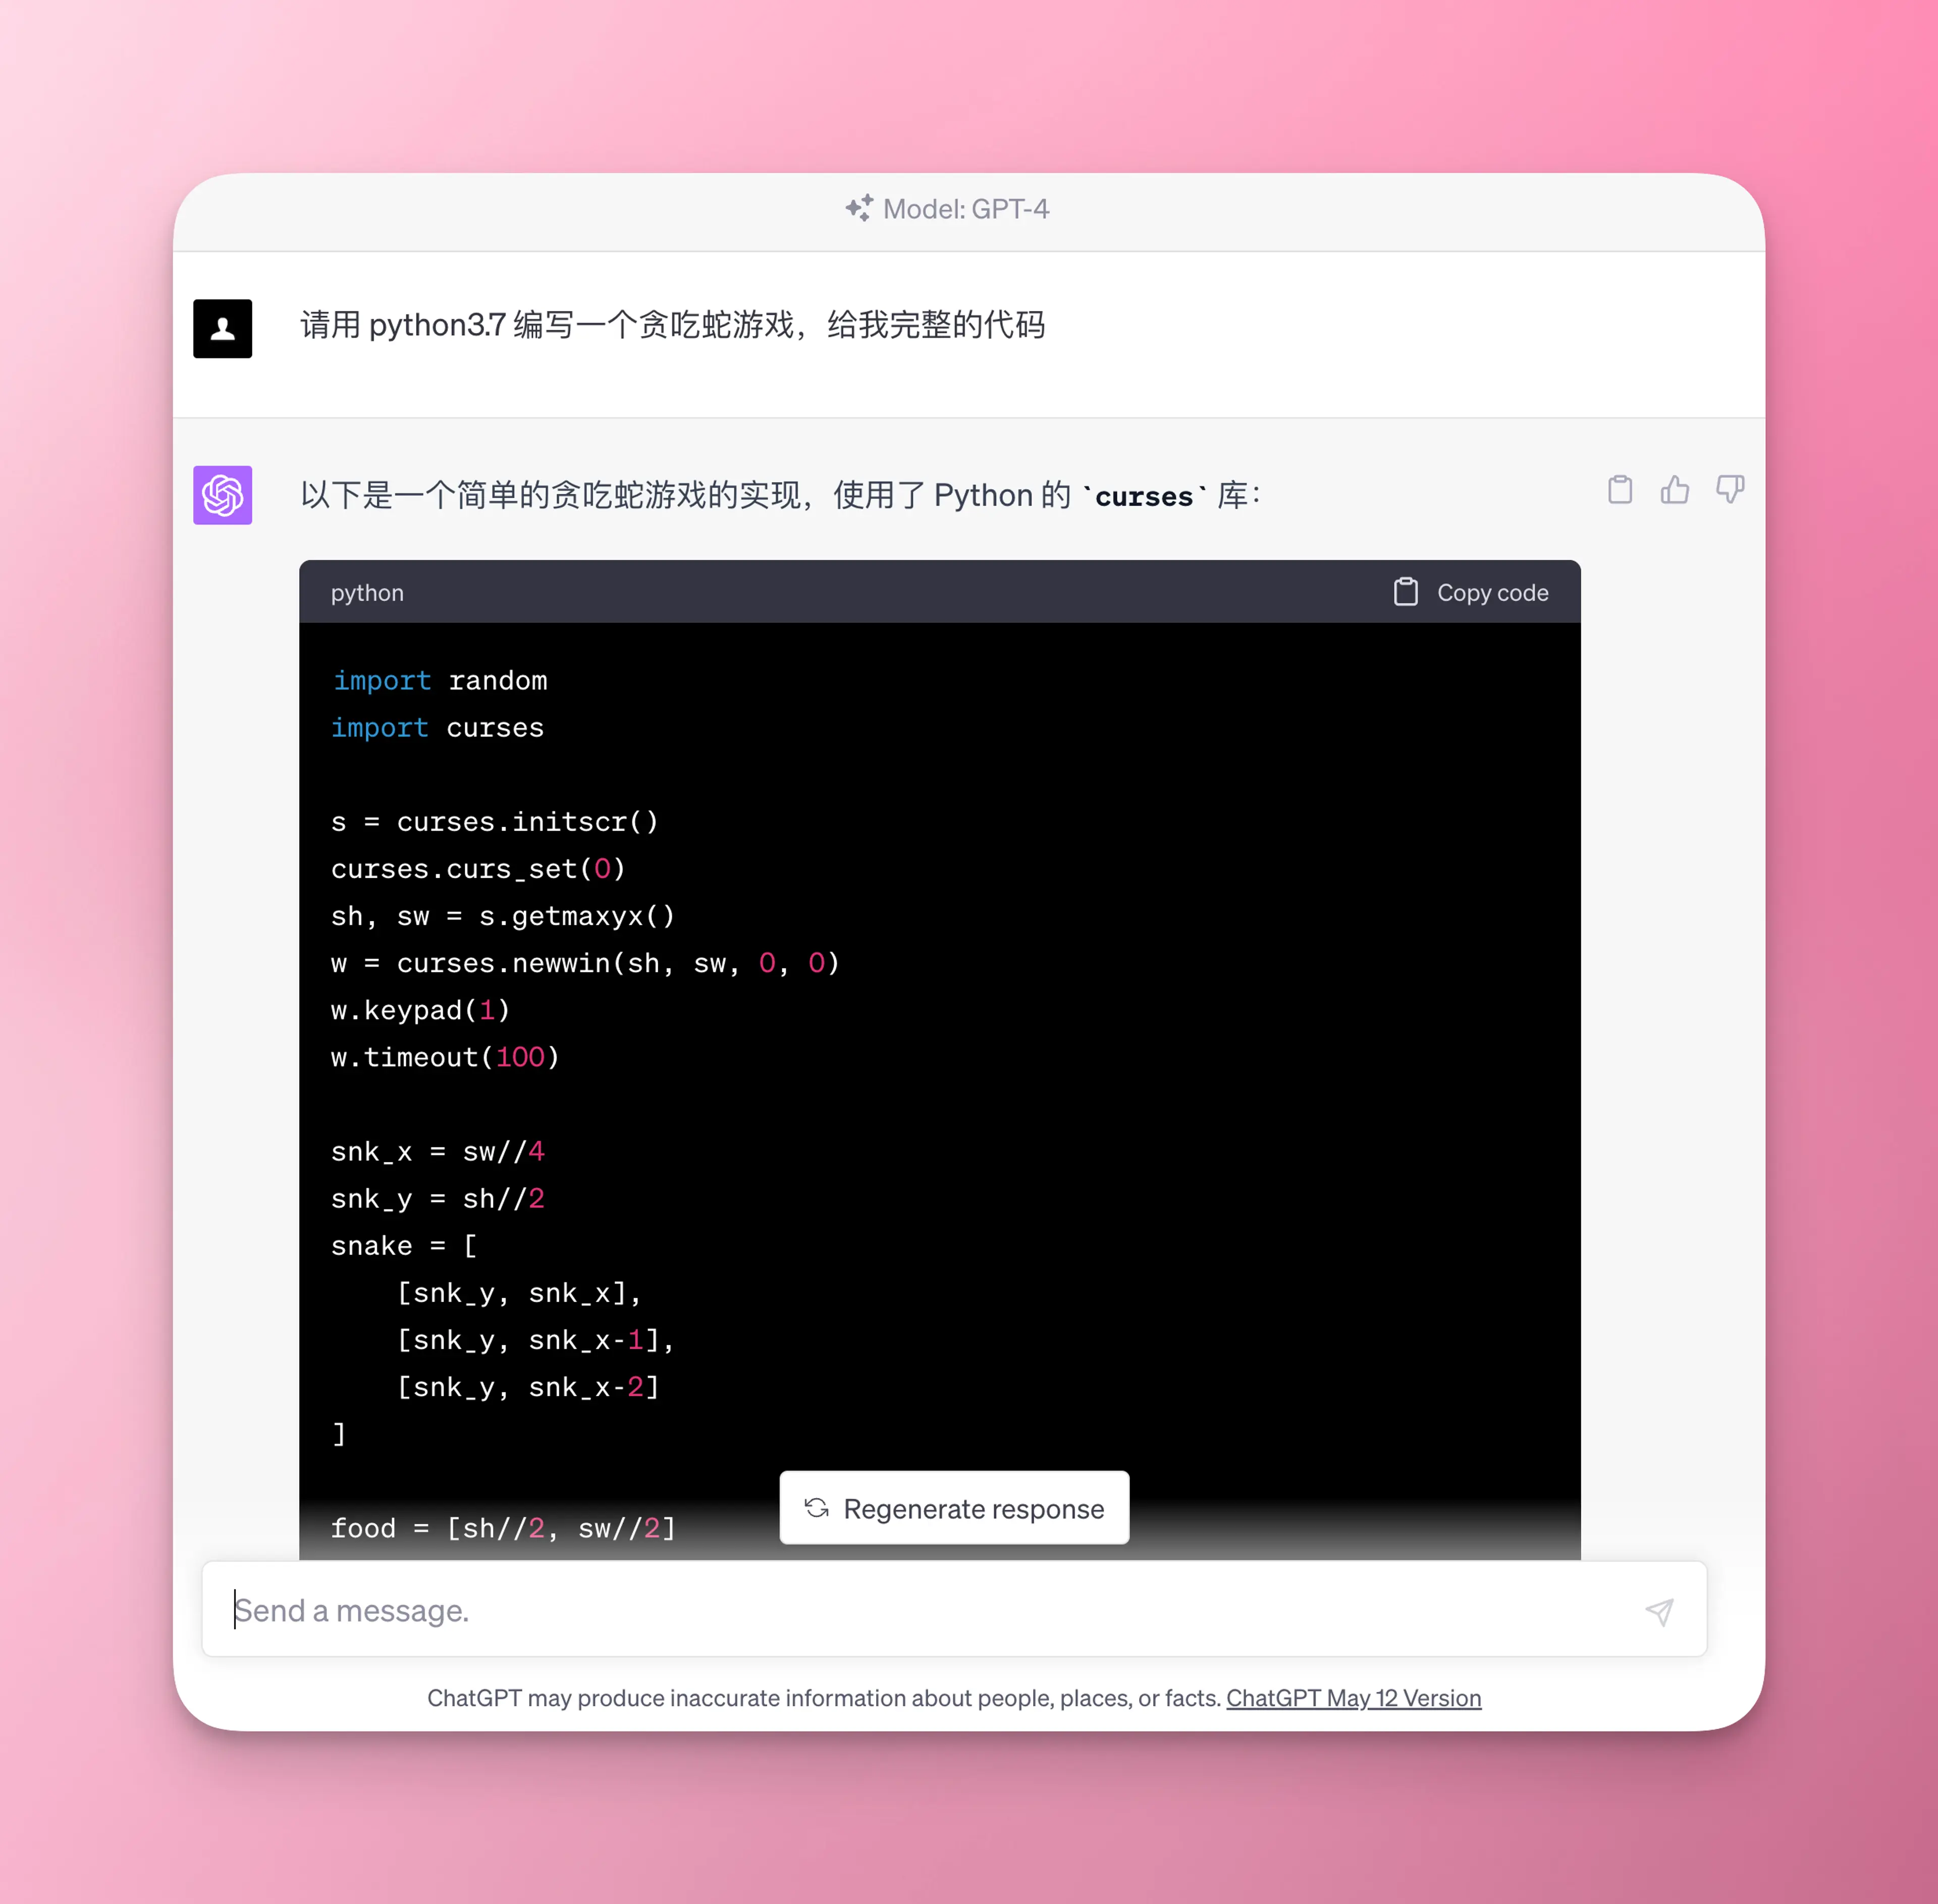 Model: GPT-4
请用 python3.7 编写一个贪吃蛇游戏，给我完整的代码
以下是一个简单的贪吃蛇游戏的实现，使用了 Python 的 `curses` 库：
python
Copy code
import random
import curses
s = curses.initscr()
curses.curs_set(0)
sh, sw = s.getmaxyx()
w = curses.newwin(sh, sw, 0, 0)
w.keypad(1)
w.timeout(100)
snk_x = sw//4
snk_y = sh//2
snake = [
    [snk_y, snk_x],
    [snk_y, snk_x-1],
    [snk_y, snk_x-2]
]
food = [sh//2, sw//2]
Regenerate response
Send a message.
ChatGPT may produce inaccurate information about people, places, or facts. ChatGPT May 12 Version